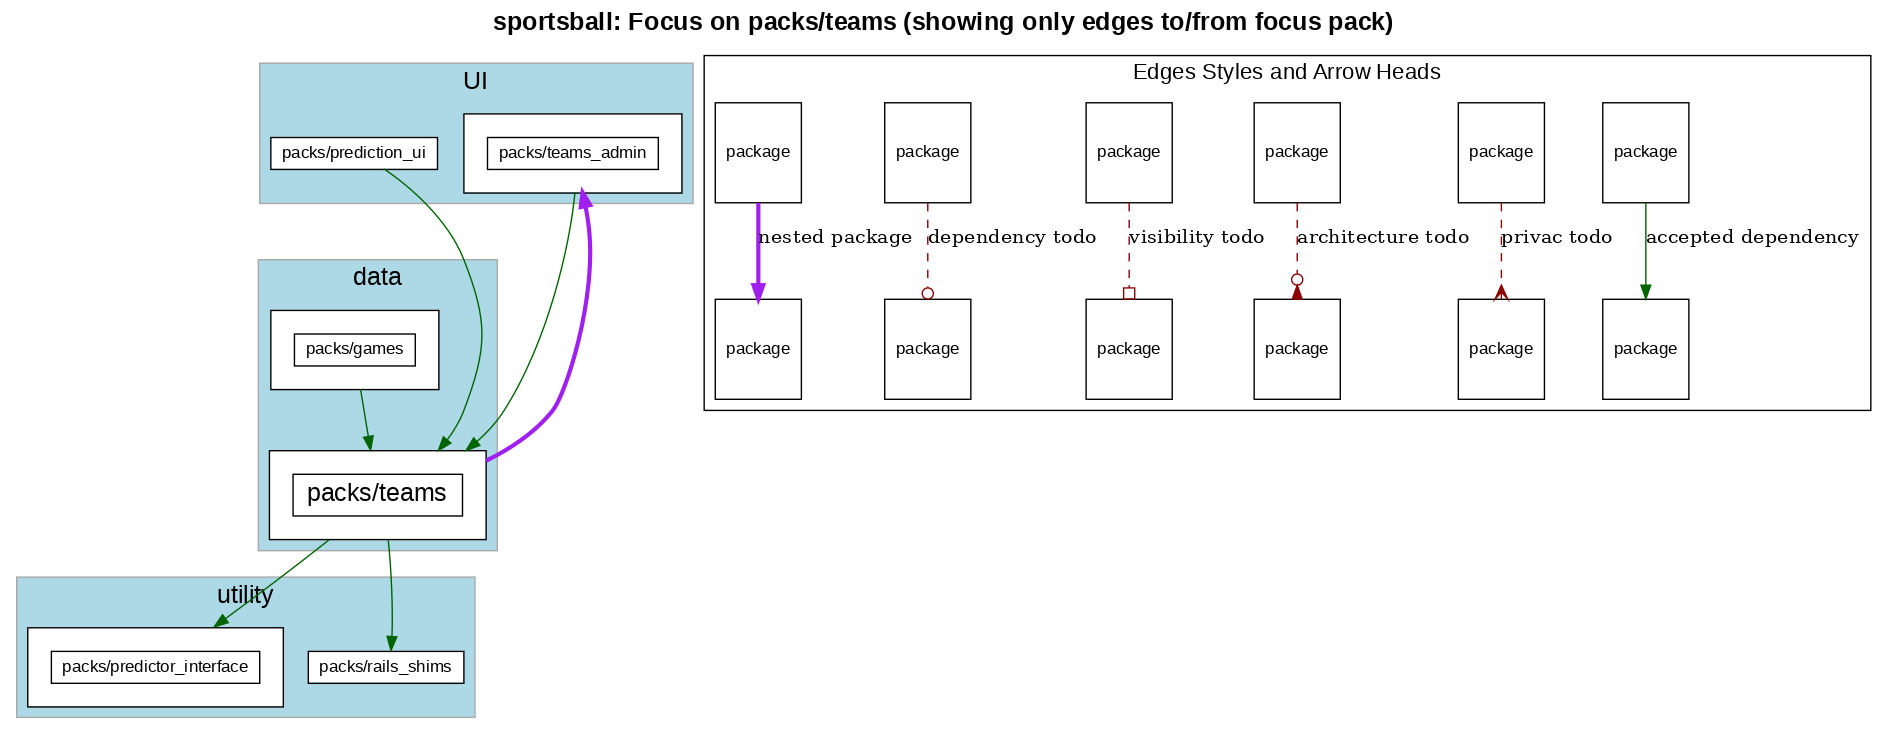 sportsball: Focus on packs/teams (showing only edges to/from focus pack)
UI
packs/prediction_ui
packs/teams_admin
data
packs/games
packs/teams
utility
packs/predictor_interface
packs/rails_shims
Edges Styles and Arrow Heads
package
package
package
package
package
package
nested package
dependency todo
visibility todo
architecture todo
privac todo
accepted dependency
package
package
package
package
package
package